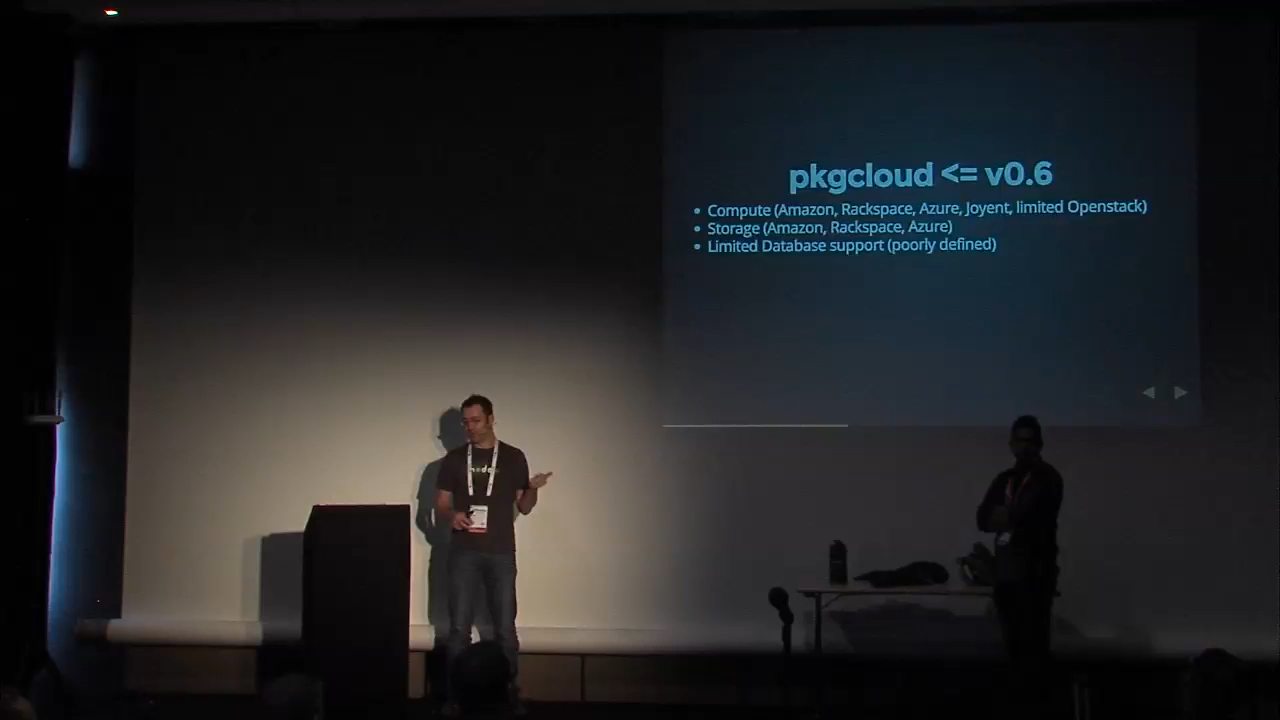 pkgcloud <= v0.6
• Compute (Amazon, Rackspace, Azure, Joyent, limited Openstack)
• Storage (Amazon, Rackspace, Azure)
• Limited Database support (poorly defined)